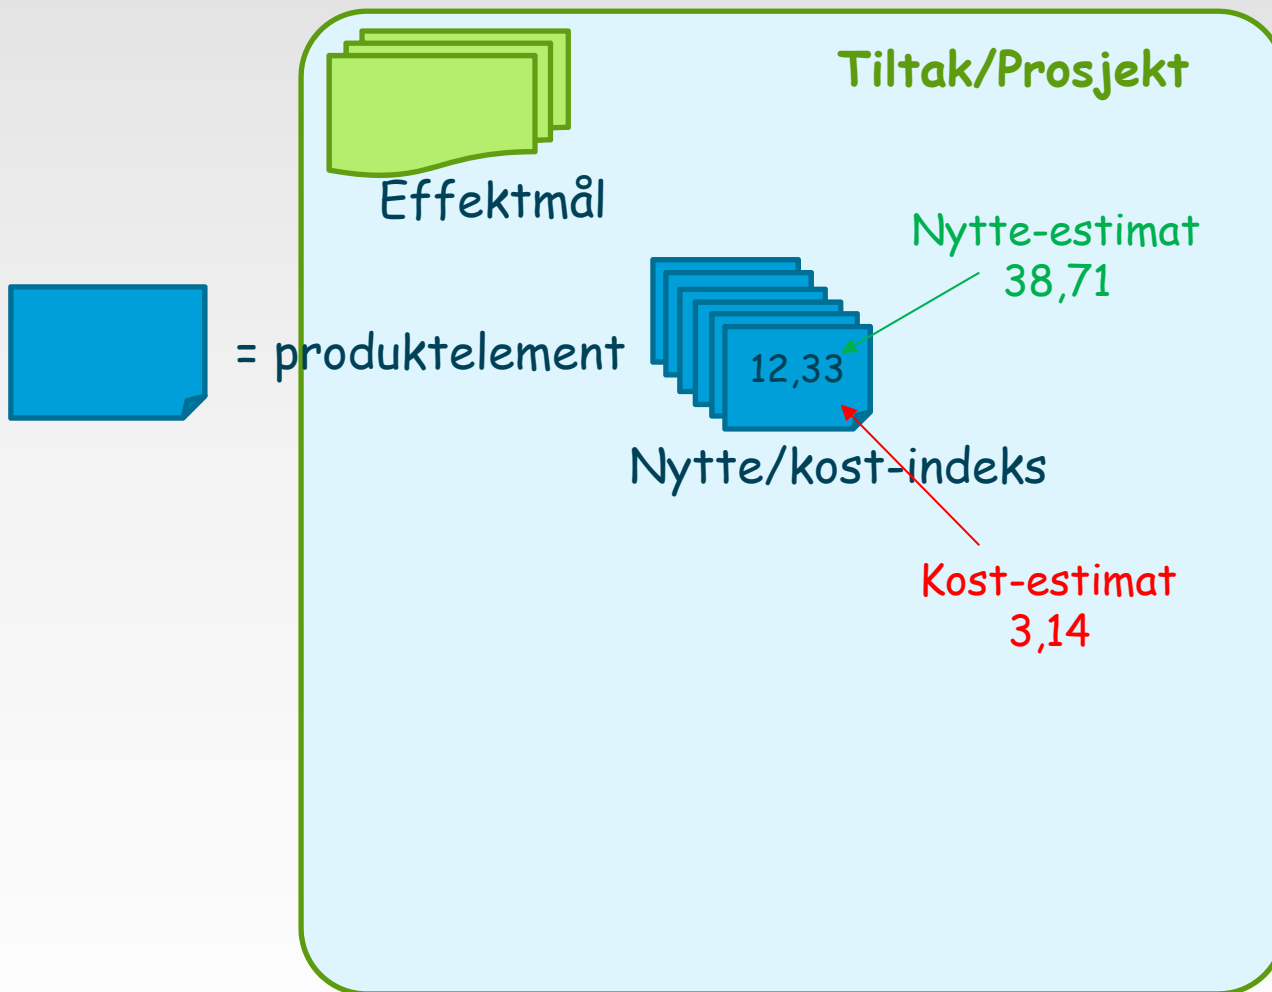 Tiltak/Prosjekt
Effektmål
Nytte-estimat
38,71
= produktelement
12,33
Nytte/kost-indeks
Kost-estimat
3,14